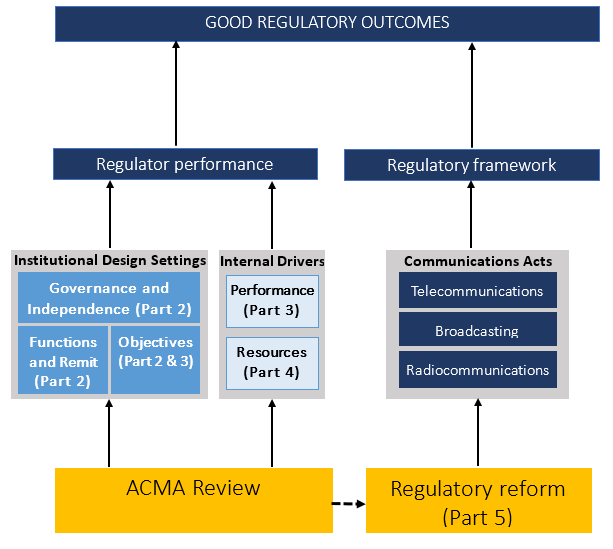 GOOD REGULATORY OUTCOMES
Regulator performance
Regulatory framework
Institutional Design Settings
Governance and
Independence (Part 2)
Functions
and Remit
(Part 2)
Objectives
(Part 2 & 3)
Internal Drivers
Performance
(Part 3)
Resources
(Part 4)
Communications Acts
Telecommunications
Broadcasting
Radiocommunications
ACMA Review
Regulatory reform
(Part 5)